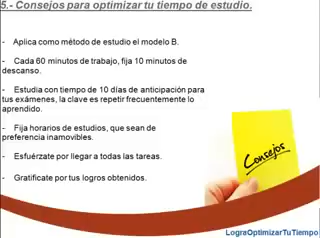 5.- Consejos para optimizar tu tiempo de estudio.
- Aplica como método de estudio el modelo B.
- Cada 60 minutos de trabajo, fija 10 minutos de
descanso.
- Estudia con tiempo de 10 días de anticipación para
tus exámenes, la clave es repetir frecuentemente lo
aprendido.
- Fija horarios de estudios, que sean de
preferencia inamovibles.
- Esfuérzate por llegar a todas las tareas.
- Gratificate por tus logros obtenidos.
Consejos
LograOptimizarTuTiempo